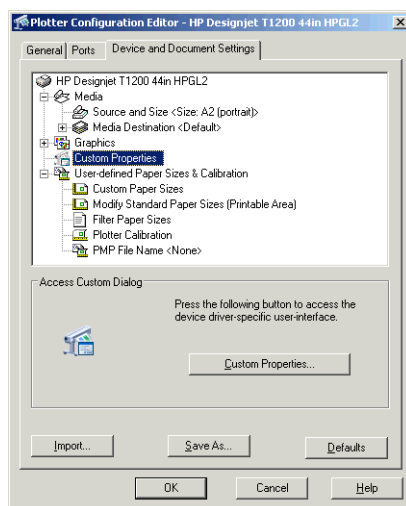 Plotter Configuration Editor - HP Designjet T1200 44in HPGL2
General
Ports
Device and Document Settings
HP Designjet T1200 44in HPGL2
Media
Source and Size <Size: A2 (portrait)>
Media Destination <Default>
Graphics
Custom Properties
User-defined Paper Sizes & Calibration
Custom Paper Sizes
Modify Standard Paper Sizes (Printable Area)
Filter Paper Sizes
Plotter Calibration
PMP File Name <None>
Access Custom Dialog
Press the following button to access the
device driver-specific user-interface.
Custom Properties...
Import...
Save As...
Defaults
OK
Cancel
Help